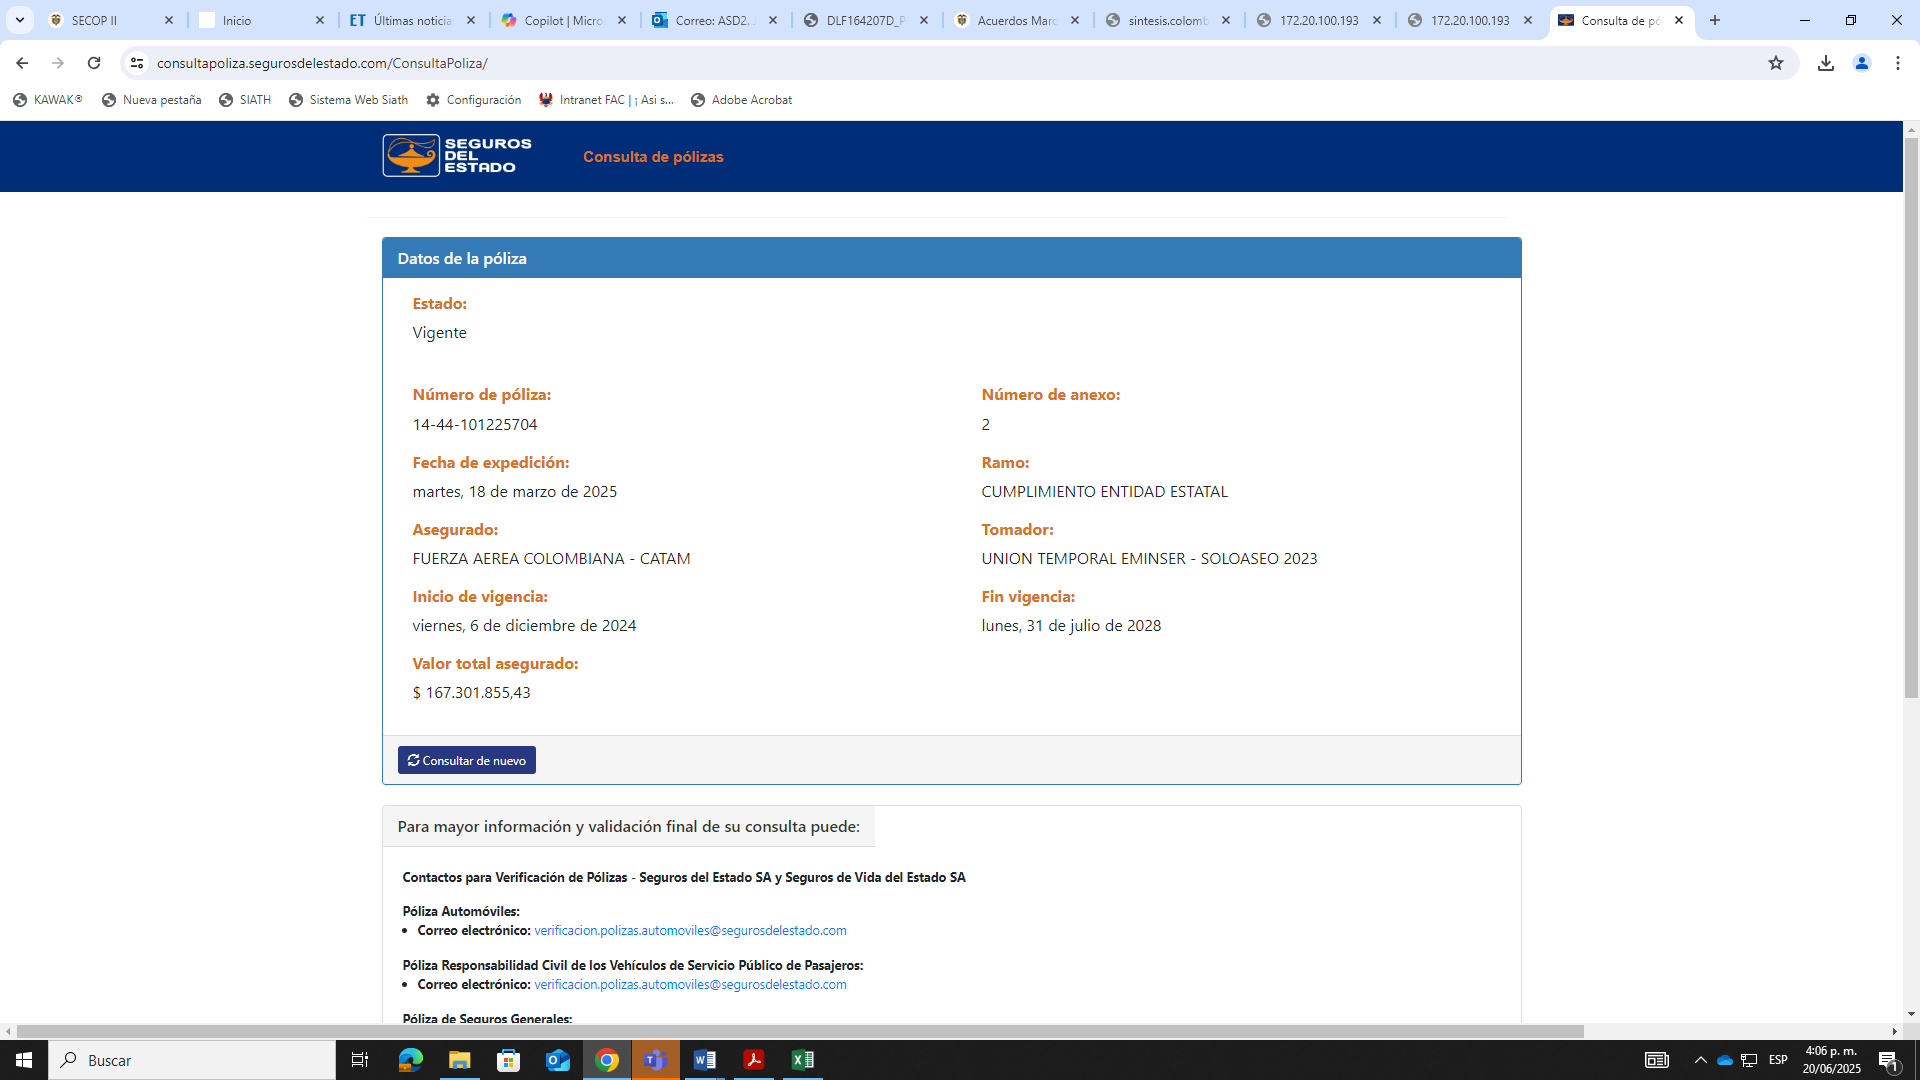 SECOP II
Inicio
ET Últimas noticia
Copilot | Micro
Correo: ASD2.
DLF164207D_P
Acuerdos Marc
sintesis.colomb
172.20.100.193
172.20.100.193
Consulta de pó
consultapoliza.segurosdelestado.com/ConsultaPoliza/
KAWAK®
Nueva pestaña
SIATH
Sistema Web Siath
Configuración
Intranet FAC | ¡ Asi s...
Adobe Acrobat
SEGUROS
DEL
ESTADO
Consulta de pólizas
Datos de la póliza
Estado:
Vigente
Número de póliza:
14-44-101225704
Número de anexo:
2
Fecha de expedición:
martes, 18 de marzo de 2025
Ramo:
CUMPLIMIENTO ENTIDAD ESTATAL
Asegurado:
FUERZA AEREA COLOMBIANA - CATAM
Tomador:
UNION TEMPORAL EMINSER - SOLOASEO 2023
Inicio de vigencia:
viernes, 6 de diciembre de 2024
Fin vigencia:
lunes, 31 de julio de 2028
Valor total asegurado:
$ 167.301.855,43
Consultar de nuevo
Para mayor información y validación final de su consulta puede:
Contactos para Verificación de Pólizas - Seguros del Estado SA y Seguros de Vida del Estado SA
Póliza Automóviles:
• Correo electrónico: verificacion.polizas.automoviles@segurosdelestado.com
Póliza Responsabilidad Civil de los Vehículos de Servicio Público de Pasajeros:
• Correo electrónico: verificacion.polizas.automoviles@segurosdelestado.com
Póliza de Seguros Generales:
Buscar
ESP
4:06 p. m.
20/06/2025
1